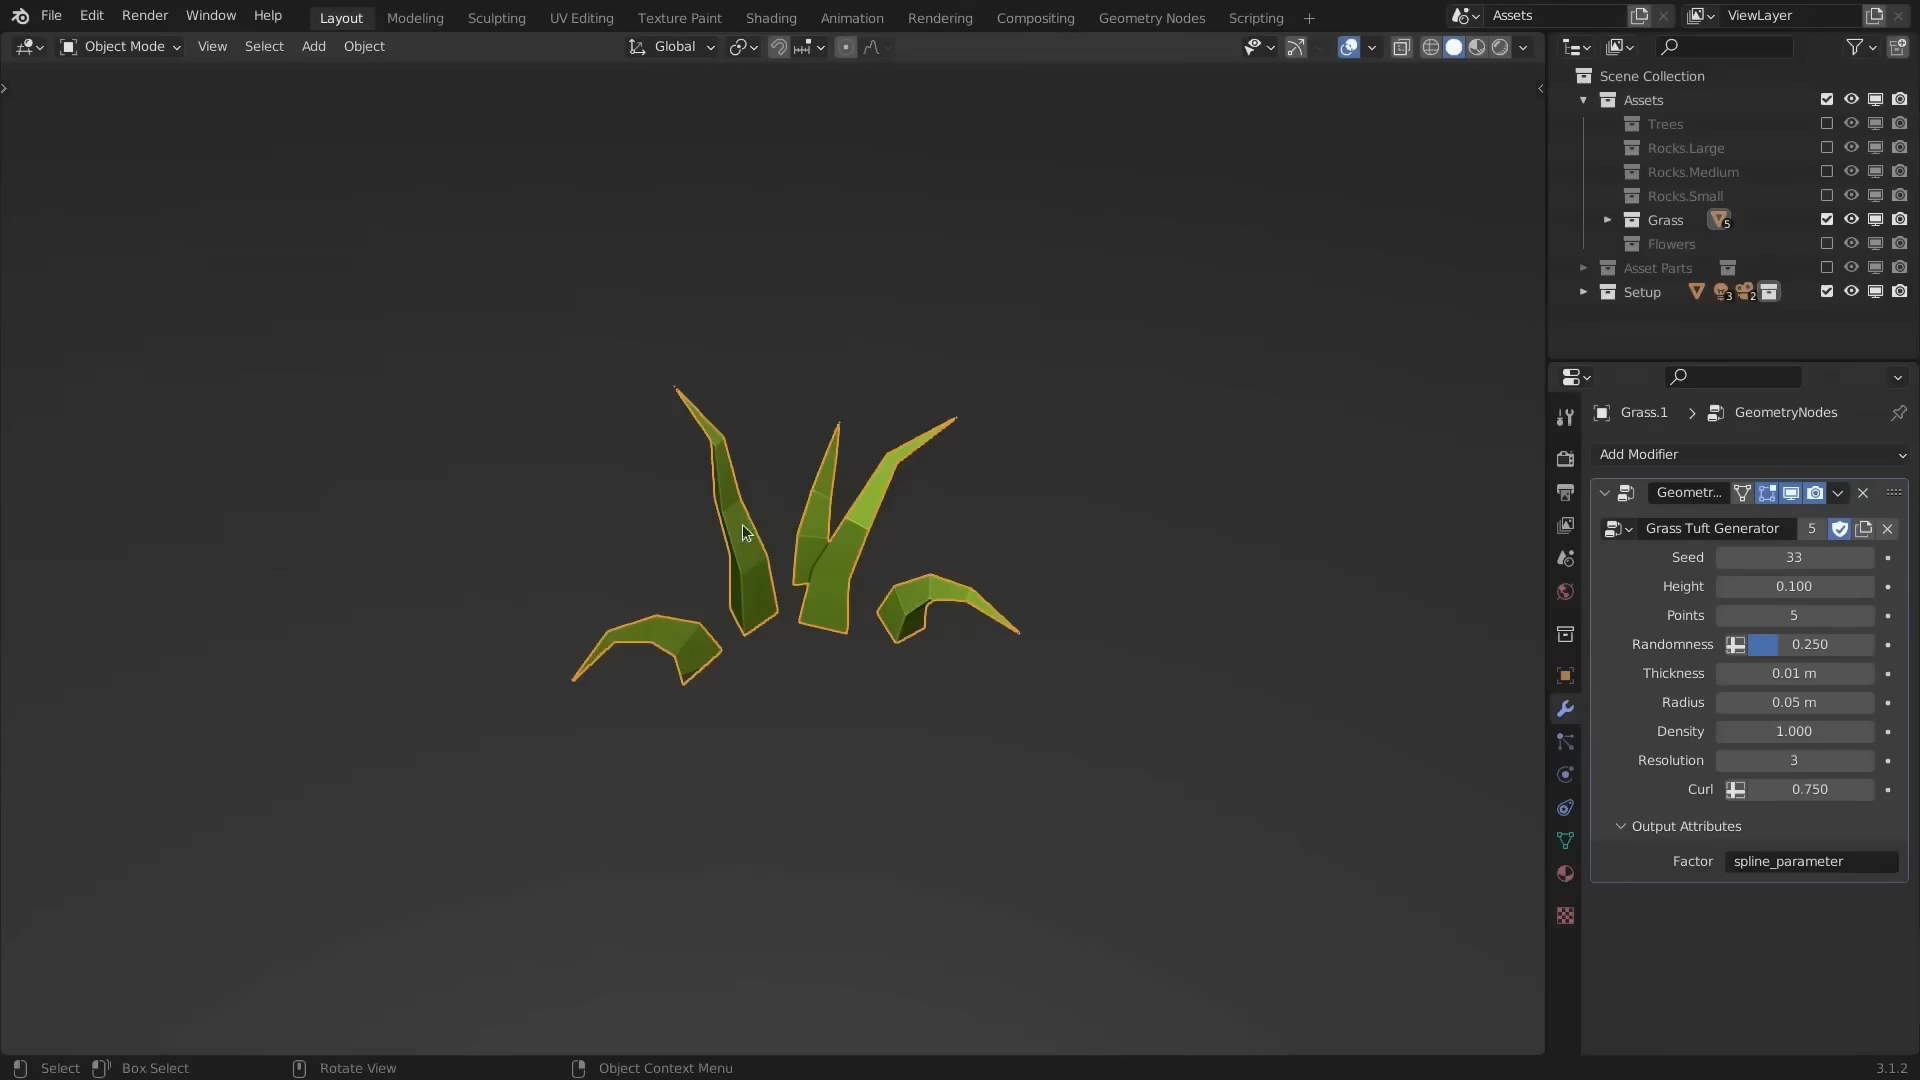 File Edit Render Window Help Layout Modeling Sculpting UV Editing Texture Paint Shading Animation Rendering Compositing Geometry Nodes Scripting + Assets ViewLayer
Object Mode View Select Add Object Global
Scene Collection
Assets
Trees
Rocks.Large
Rocks.Medium
Rocks.Small
Grass 5
Flowers
Asset Parts
Setup 3 2
Grass.1 > GeometryNodes
Add Modifier
Geometr...
Grass Tuft Generator 5
Seed 33
Height 0.100
Points 5
Randomness 0.250
Thickness 0.01 m
Radius 0.05 m
Density 1.000
Resolution 3
Curl 0.750
Output Attributes
Factor spline_parameter
Select Box Select Rotate View Object Context Menu 3.1.2